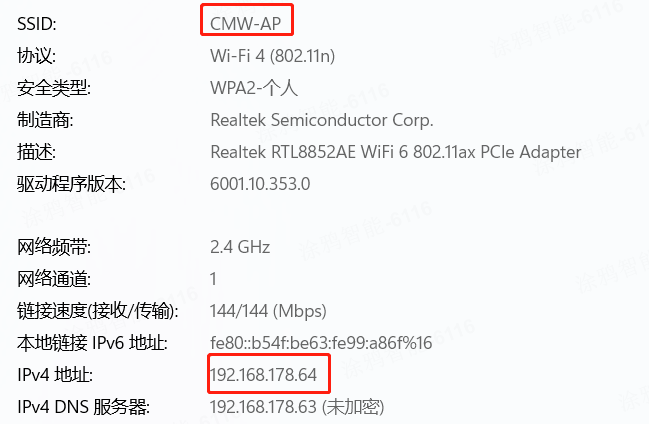 SSID: CMW-AP
协议: Wi-Fi 4 (802.11n)
安全类型: WPA2-个人
制造商: Realtek Semiconductor Corp.
描述: Realtek RTL8852AE WiFi 6 802.11ax PCIe Adapter
驱动程序版本: 6001.10.353.0
网络频带: 2.4 GHz
网络通道: 1
链接速度(接收/传输): 144/144 (Mbps)
本地链接 IPv6 地址: fe80::b54f:be63:fe99:a86f%16
IPv4 地址: 192.168.178.64
IPv4 DNS 服务器: 192.168.178.63 (未加密)
涂鸦智能-6116